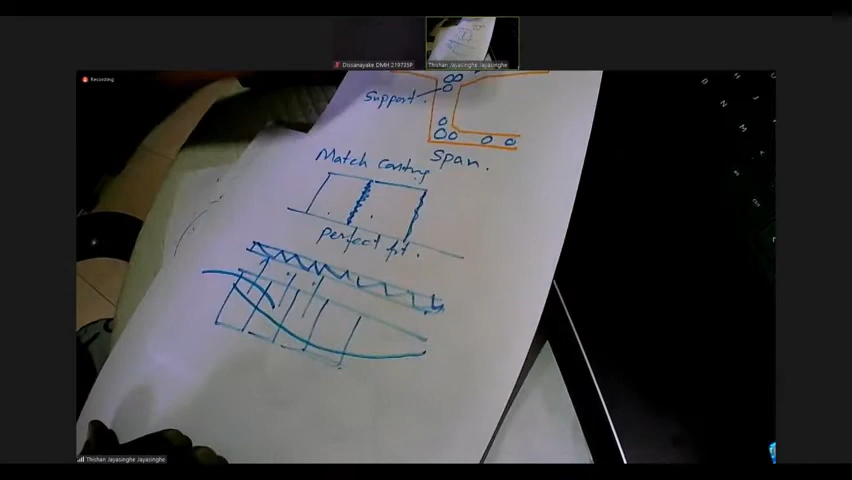 Dissanayake DMH 219735P
Thishan Jayasinghe Jayasinghe
Recording
Support.
Span.
Match casting
perfect fit.
Thishan Jayasinghe Jayasinghe